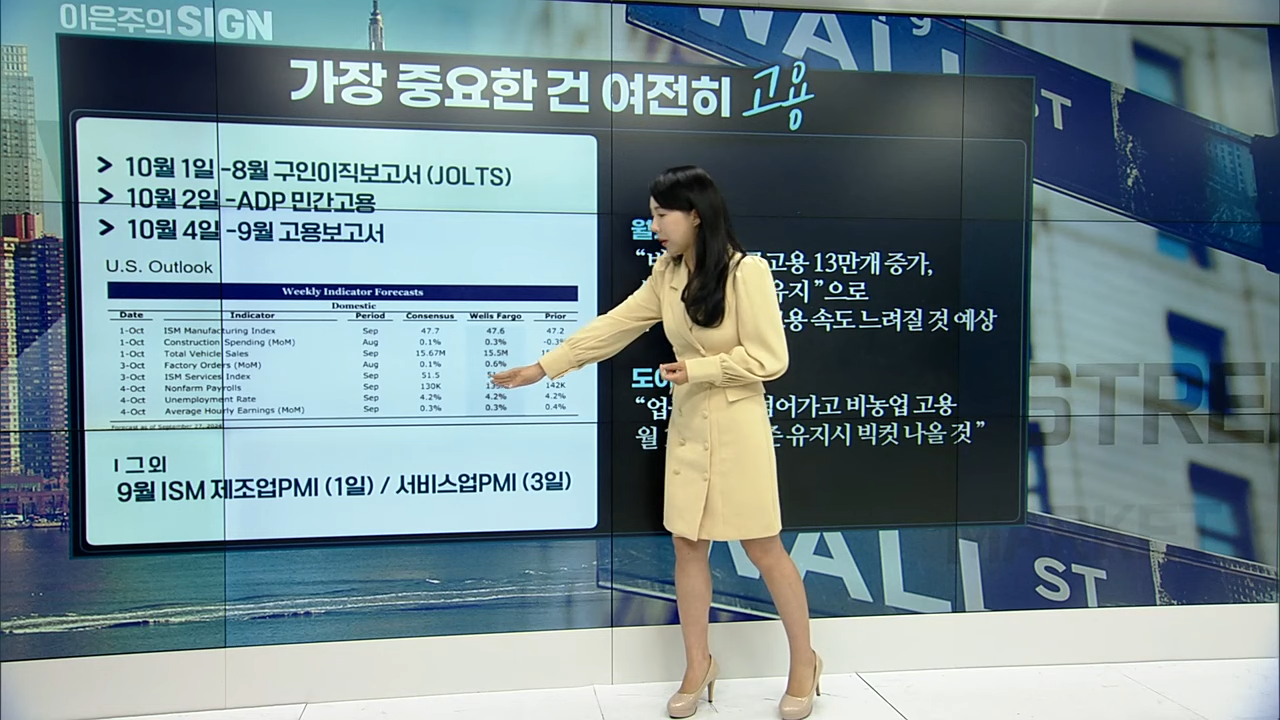 이은주의 SIGN
가장 중요한 건 여전히 고용
> 10월 1일 -8월 구인이직보고서 (JOLTS)
> 10월 2일 -ADP 민간고용
> 10월 4일 -9월 고용보고서
U.S. Outlook
Weekly Indicator Forecasts
Domestic
Date Indicator Period Consensus Wells Fargo Prior
1-Oct ISM Manufacturing Index Sep 47.7 47.6 47.2
1-Oct Construction Spending (MoM) Aug 0.1% 0.3% -0.3%
1-Oct Total Vehicle Sales Sep 15.67M 15.5M
3-Oct Factory Orders (MoM) Aug 0.1% 0.6%
3-Oct ISM Services Index Sep 51.5
4-Oct Nonfarm Payrolls Sep 130K 142K
4-Oct Unemployment Rate Sep 4.2% 4.2% 4.2%
4-Oct Average Hourly Earnings (MoM) Sep 0.3% 0.3% 0.4%
Forecast as of September 27, 2024
I 그외
9월 ISM 제조업PMI (1일) / 서비스업PMI (3일)
고용 13만개 증가,
유지” 으로
속도 느려질 것 예상
비농업 고용
월 유지시 빅컷 나올 것”
WALL ST
WALL ST